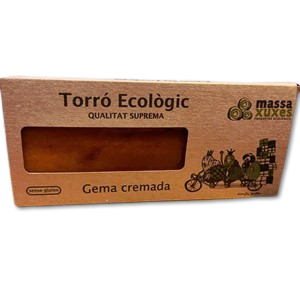 Torró Ecològic
QUALITAT SUPREMA
massa
xuxes
Gema cremada
sense gluten